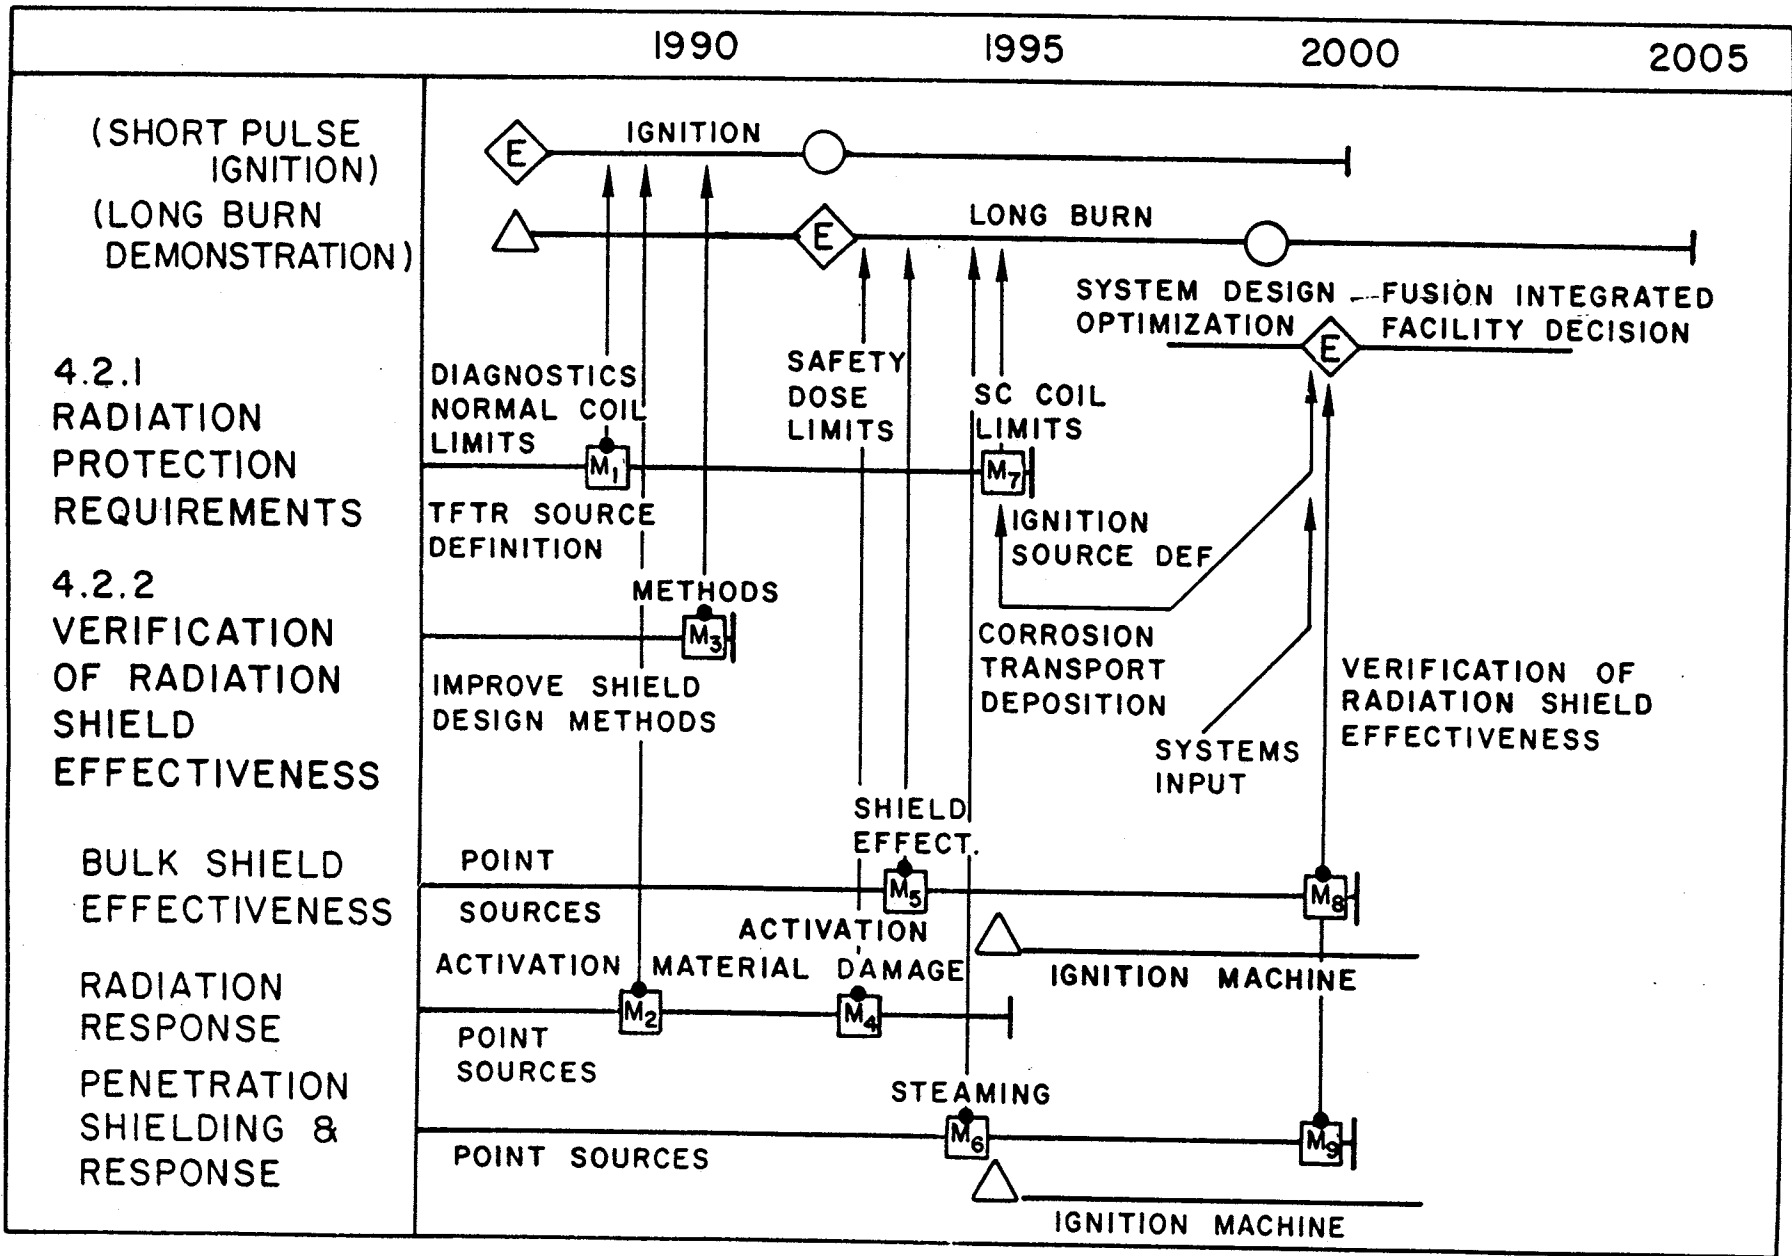 1990 1995 2000 2005
(SHORT PULSE
IGNITION)
E IGNITION
(LONG BURN
DEMONSTRATION)
E LONG BURN
SYSTEM DESIGN
OPTIMIZATION
E
FUSION INTEGRATED
FACILITY DECISION
4.2.1
RADIATION
PROTECTION
REQUIREMENTS
DIAGNOSTICS
NORMAL COIL
LIMITS
M1
TFTR SOURCE
DEFINITION
SAFETY
DOSE
LIMITS
SC COIL
LIMITS
M7
IGNITION
SOURCE DEF
4.2.2
VERIFICATION
OF RADIATION
SHIELD
EFFECTIVENESS
METHODS
M3
IMPROVE SHIELD
DESIGN METHODS
CORROSION
TRANSPORT
DEPOSITION
SYSTEMS
INPUT
VERIFICATION OF
RADIATION SHIELD
EFFECTIVENESS
BULK SHIELD
EFFECTIVENESS
POINT
SOURCES
SHIELD
EFFECT.
M5
M8
IGNITION MACHINE
RADIATION
RESPONSE
ACTIVATION
M2
POINT
SOURCES
ACTIVATION
MATERIAL DAMAGE
M4
PENETRATION
SHIELDING &
RESPONSE
POINT SOURCES
STEAMING
M6
M9
IGNITION MACHINE